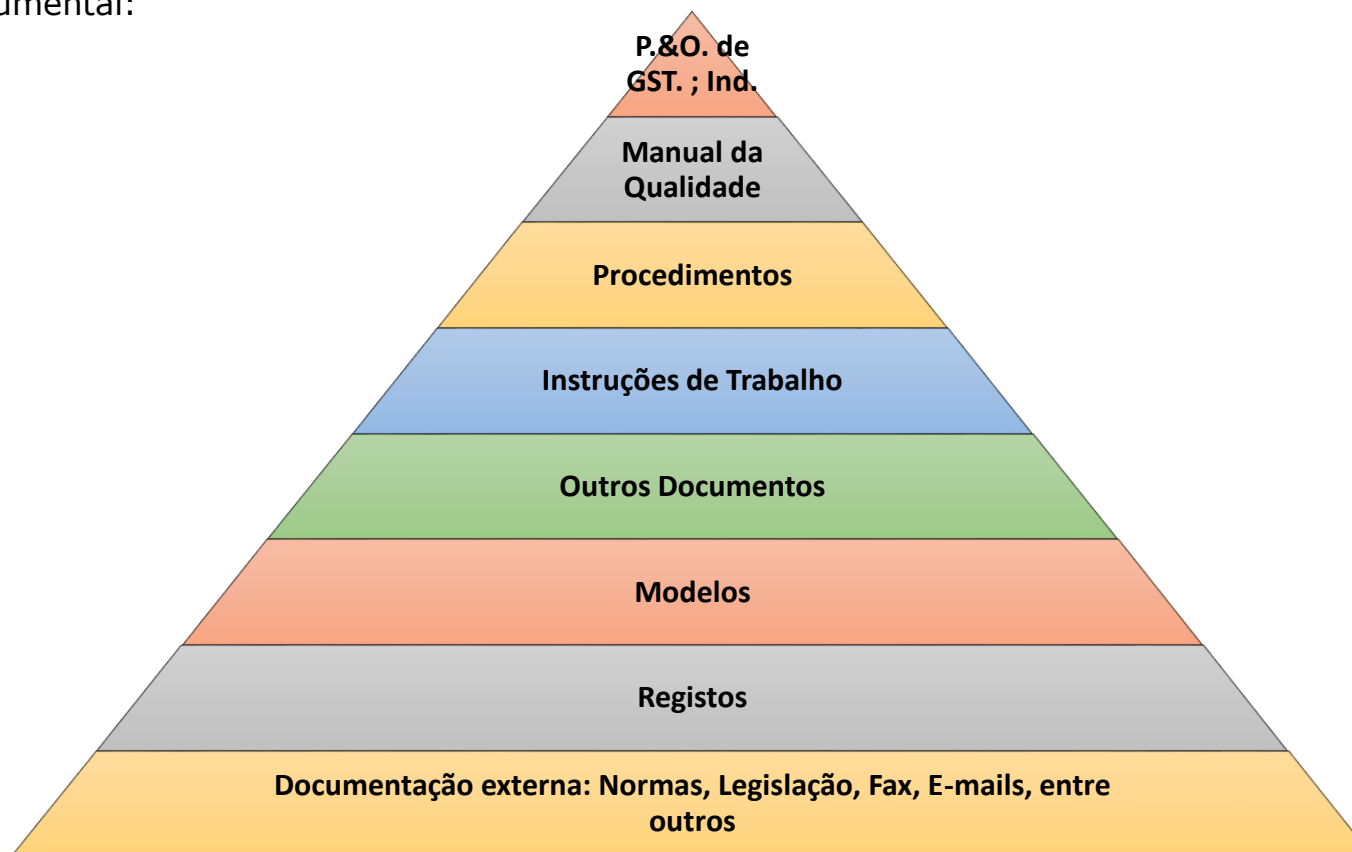 umental:
P.&O. de
GST. ; Ind.
Manual da
Qualidade
Procedimentos
Instruções de Trabalho
Outros Documentos
Modelos
Registos
Documentação externa: Normas, Legislação, Fax, E-mails, entre
outros